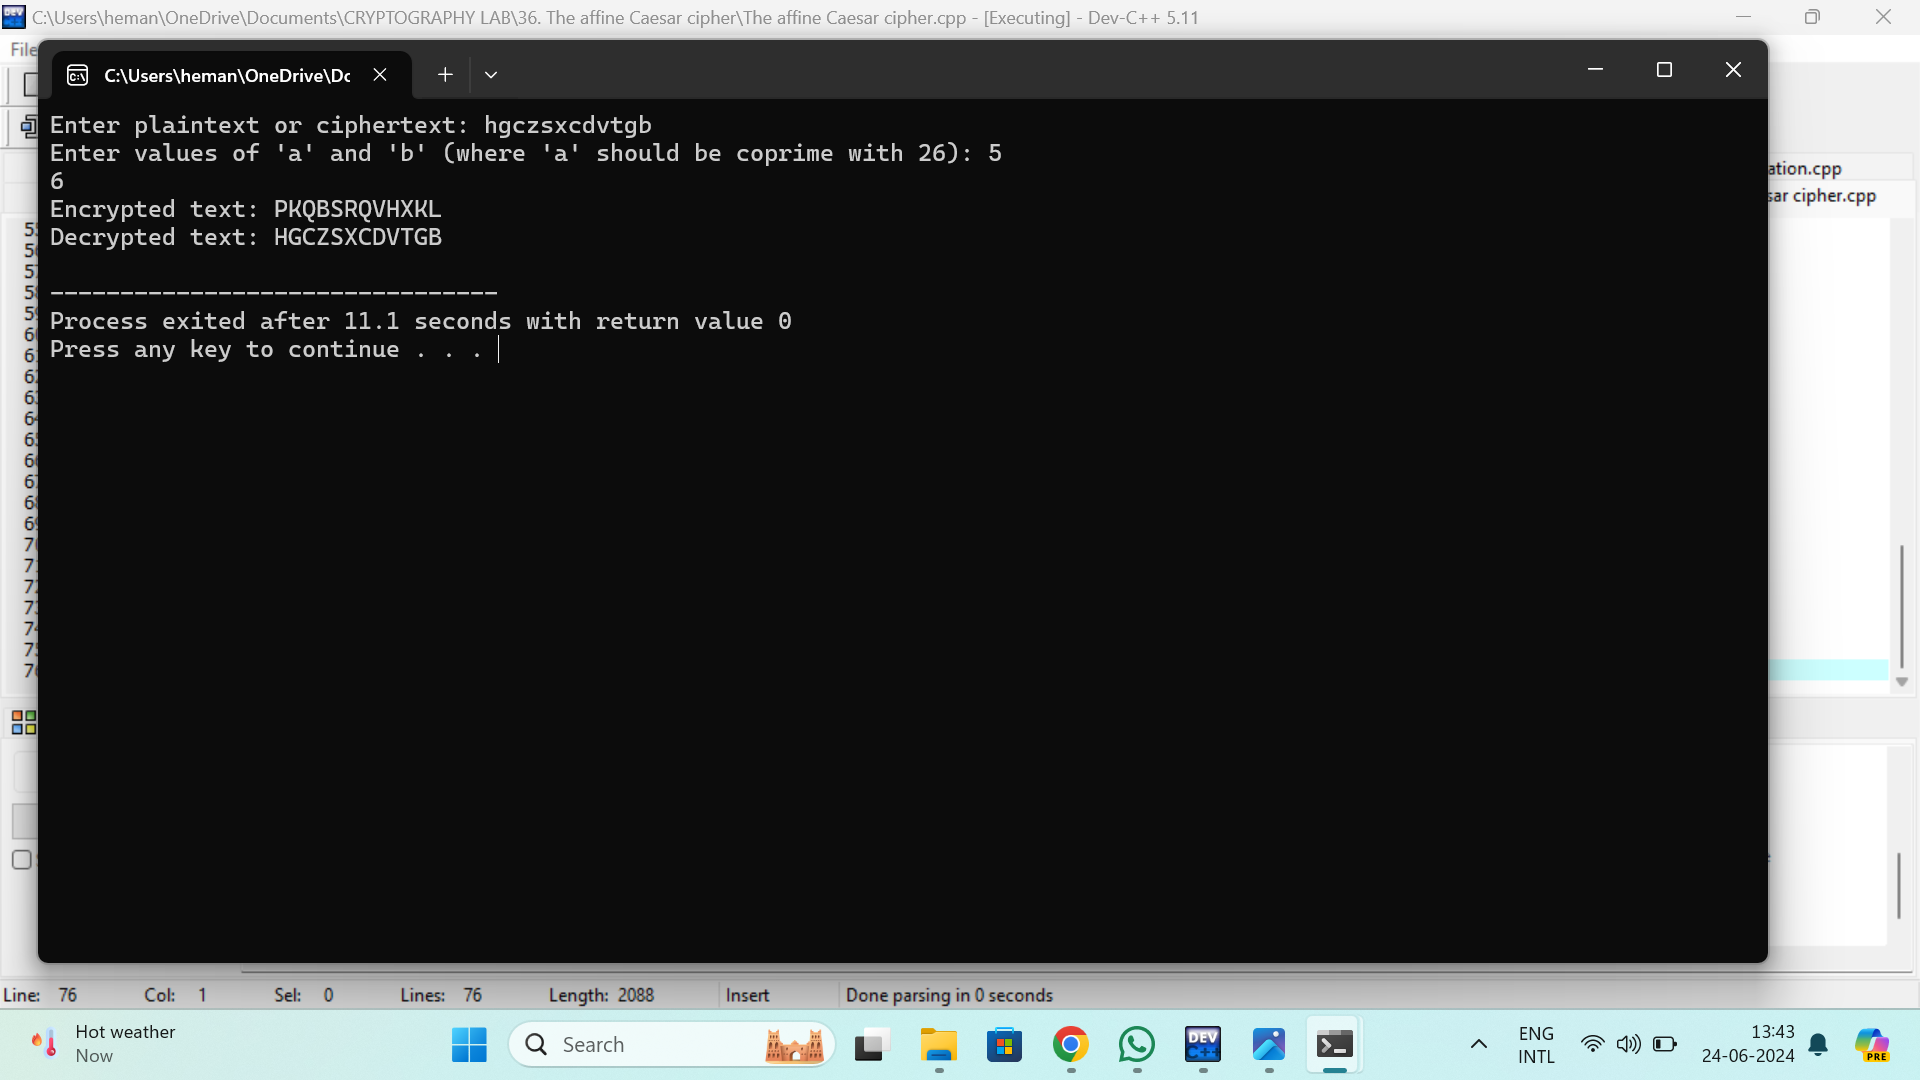 C:\Users\heman\OneDrive\Documents\CRYPTOGRAPHY LAB\36. The affine Caesar cipher\The affine Caesar cipher.cpp - [Executing] - Dev-C++ 5.11
File
C:\Users\heman\OneDrive\Dc
Enter plaintext or ciphertext: hgczsxcdvtgb
Enter values of 'a' and 'b' (where 'a' should be coprime with 26): 5
6
Encrypted text: PKQBSRQVHXKL
Decrypted text: HGCZSXCDVTGB
--------------------------------
Process exited after 11.1 seconds with return value 0
Press any key to continue . . .
ation.cpp
sar cipher.cpp
Line: 76 Col: 1 Sel: 0 Lines: 76 Length: 2088 Insert Done parsing in 0 seconds
Hot weather
Now
Search
DEV
C++
ENG
INTL
13:43
24-06-2024
PRE